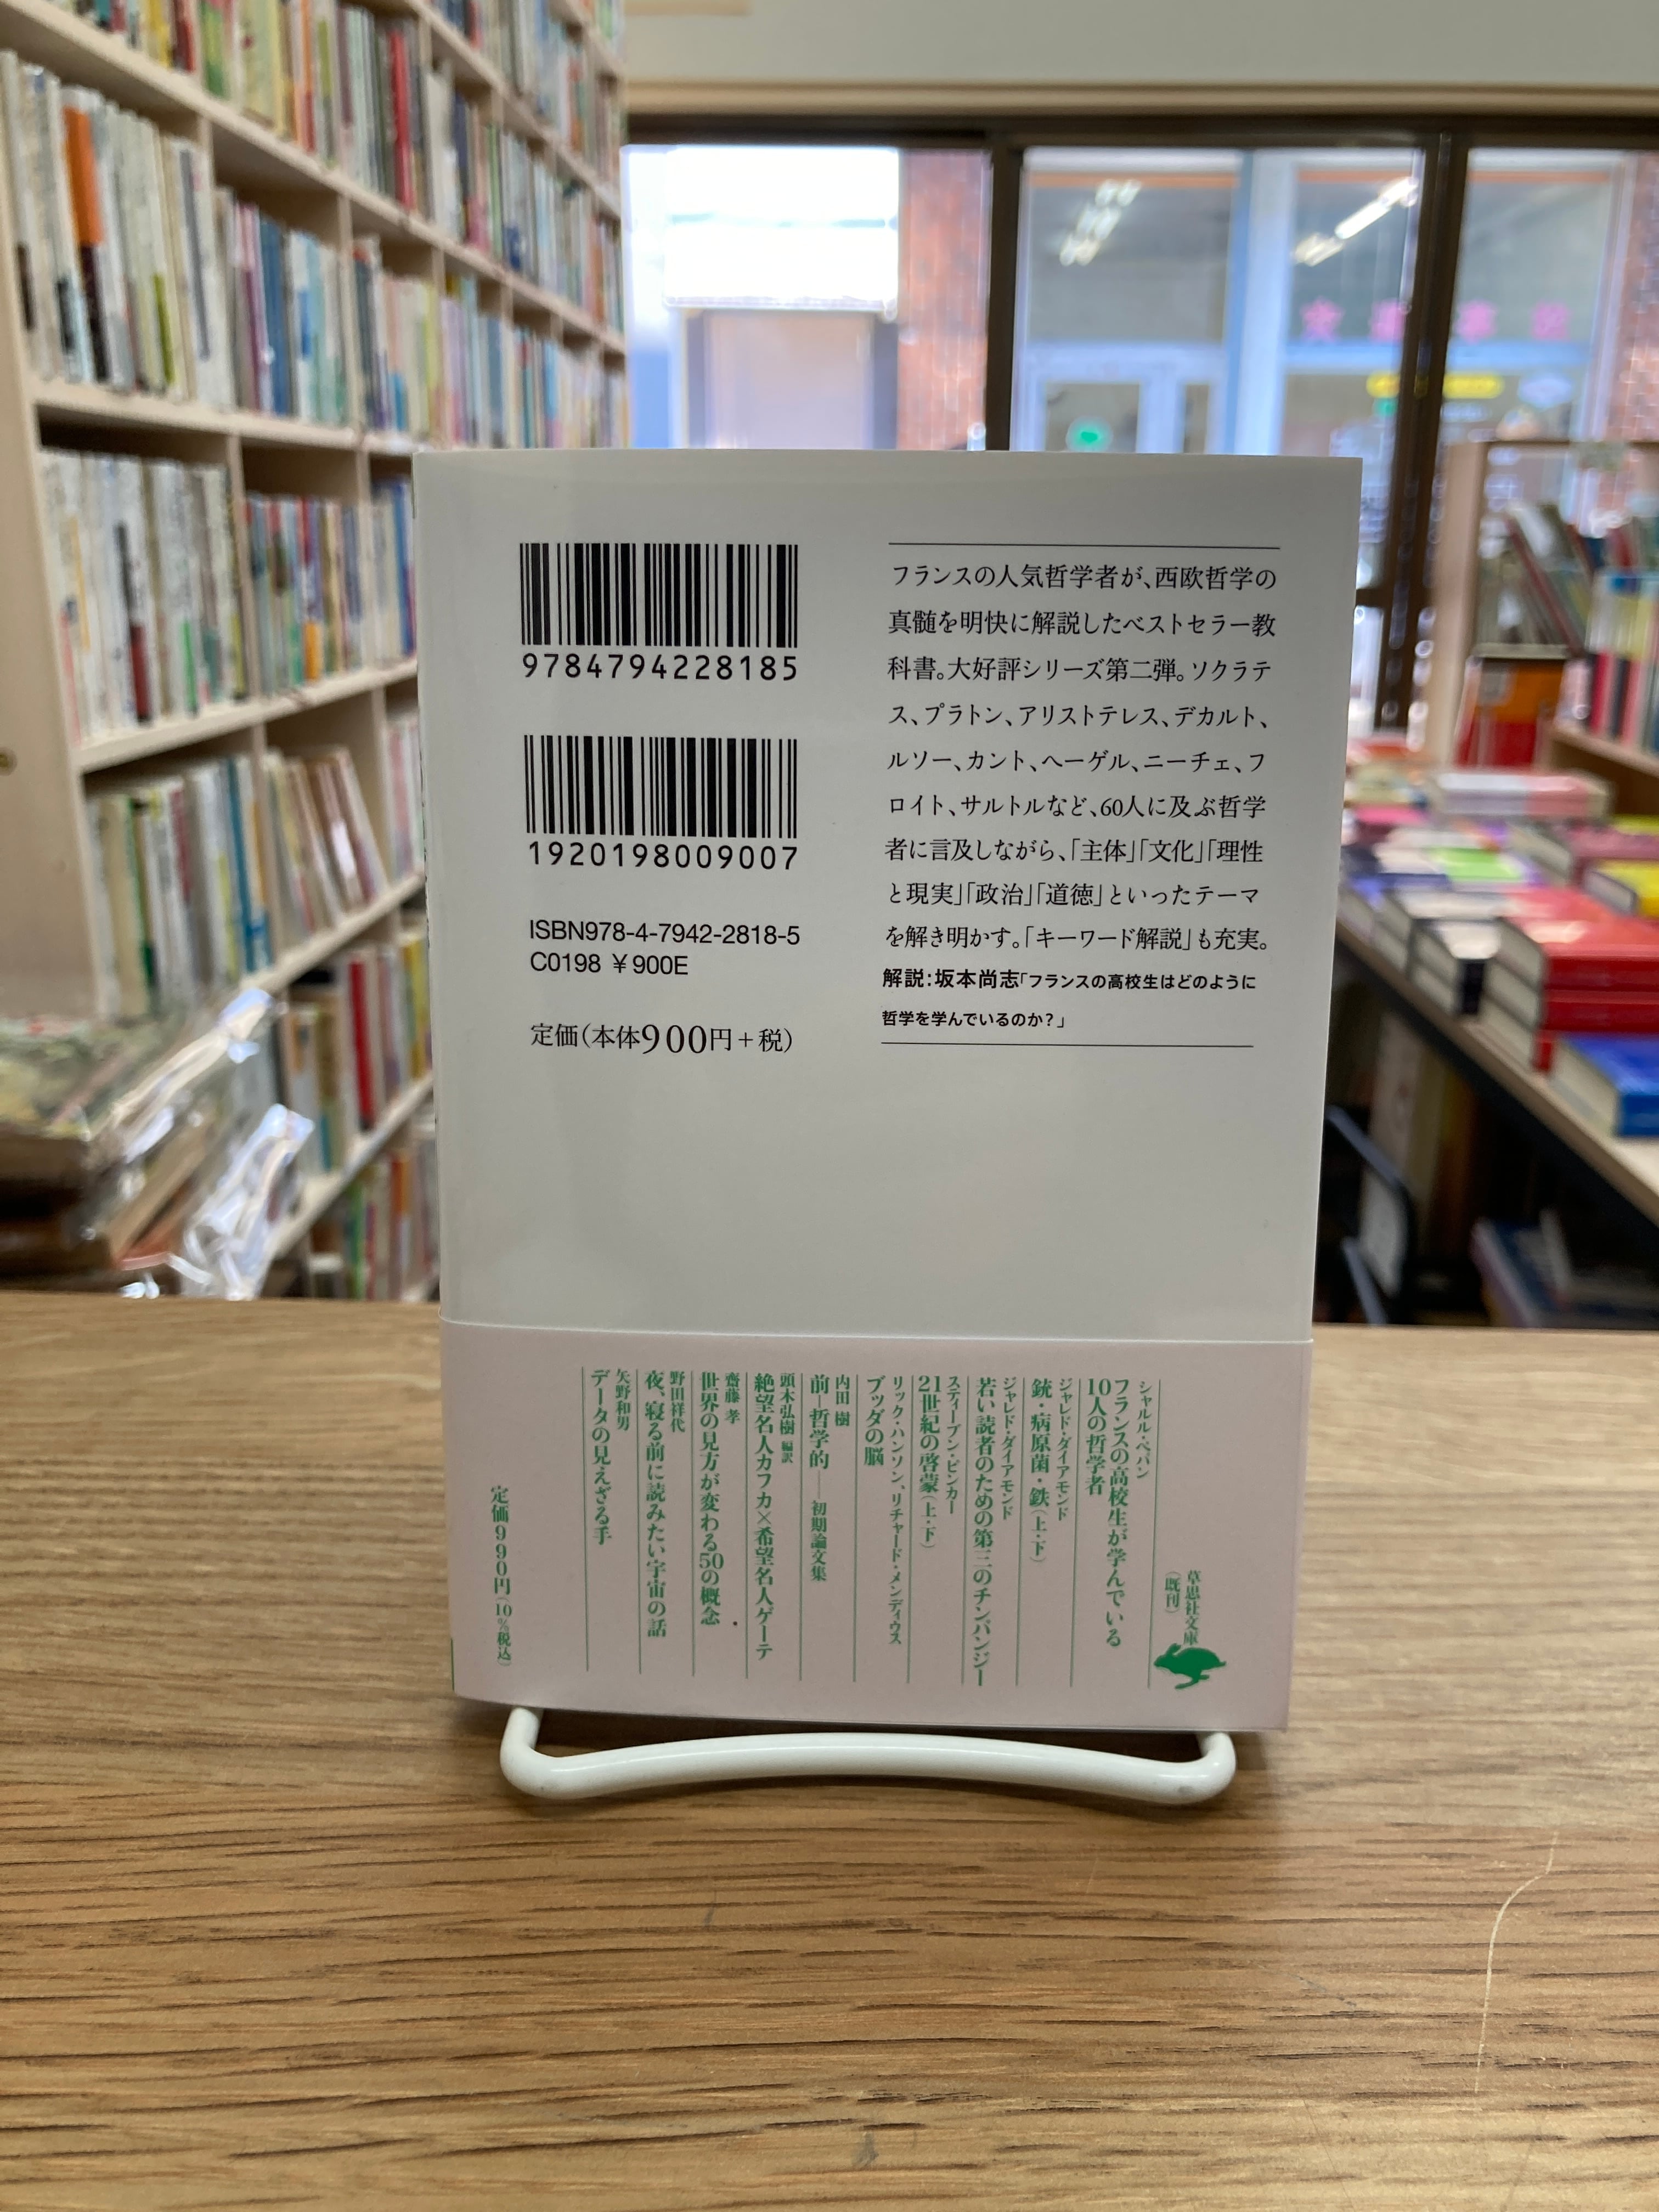 9784794228185
1920198009007
ISBN978-4-7942-2818-5
C0198 ￥900E
定価(本体900円+税)
フランスの人気哲学者が、西欧哲学の
真髄を明快に解説したベストセラー教
科書。大好評シリーズ第二弾。ソクラテ
ス、プラトン、アリストテレス、デカルト、
ルソー、カント、ヘーゲル、ニーチェ、フ
ロイト、サルトルなど、60人に及ぶ哲学
者に言及しながら、「主体」「文化」「理性
と現実」「政治」「道徳」といったテーマ
を解き明かす。「キーワード解説」も充実。
解説:坂本尚志「フランスの高校生はどのように
哲学を学んでいるのか?」
草思社文庫
(既刊)
シャルル・ペパン
フランスの高校生が学んでいる
10人の哲学者
ジャレド・ダイアモンド
銃・病原菌・鉄(上・下)
ジャレド・ダイアモンド
若い読者のための第三のチンパンジー
スティーブン・ピンカー
21世紀の啓蒙(上・下)
リック・ハンソン、リチャード・メンディウス
ブッダの脳
内田 樹
前―哲学的――初期論文集
頭木弘樹 編訳
絶望名人カフカ×希望名人ゲーテ
齋藤 孝
世界の見方が変わる50の概念
野田祥代
夜、寝る前に読みたい宇宙の話
矢野和男
データの見えざる手
定価990円(10%税込)